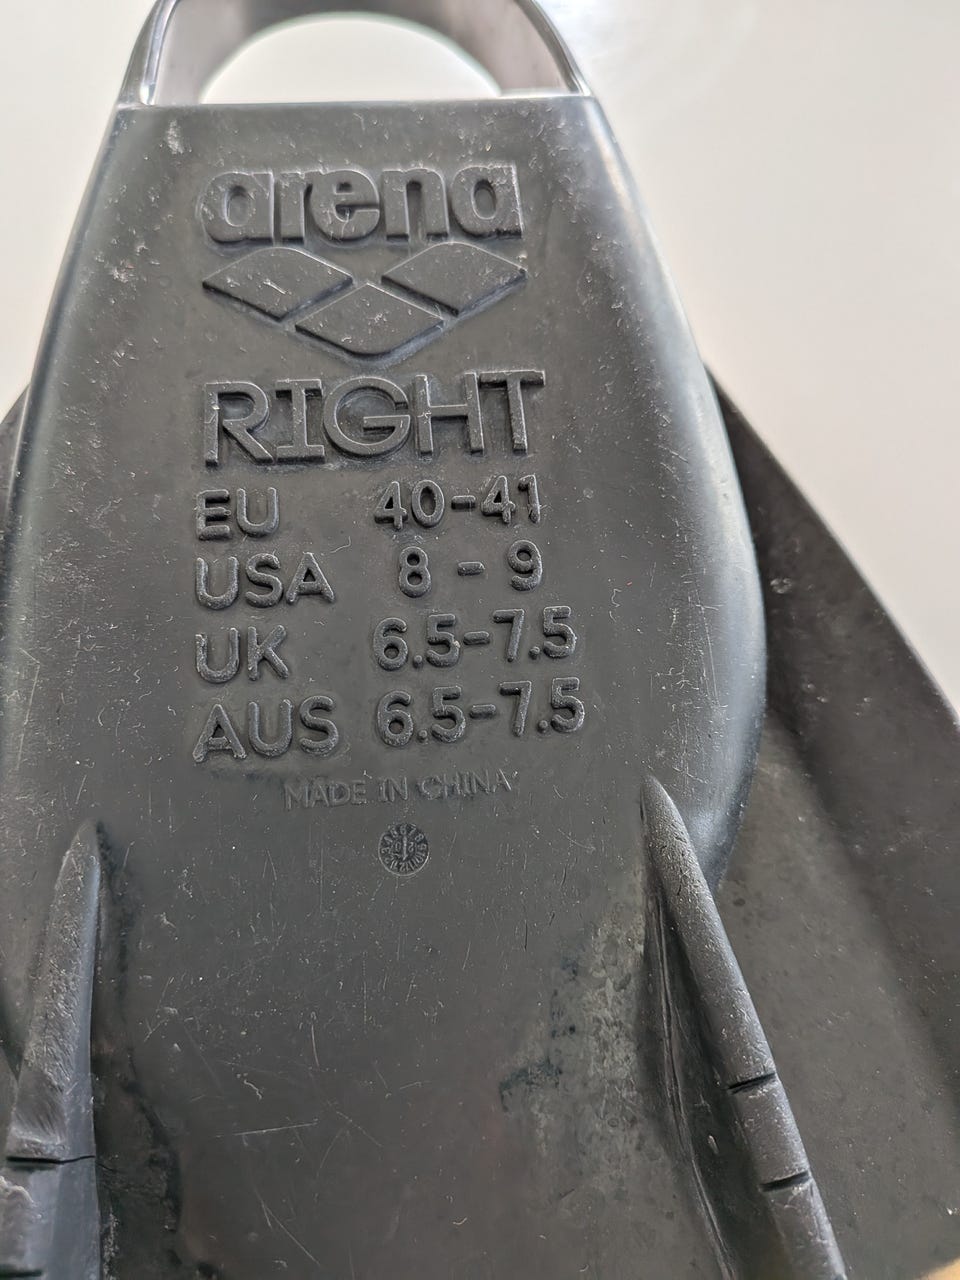 arena
RIGHT
EU 40-41
USA 8 - 9
UK 6.5-7.5
AUS 6.5-7.5
MADE IN CHINA